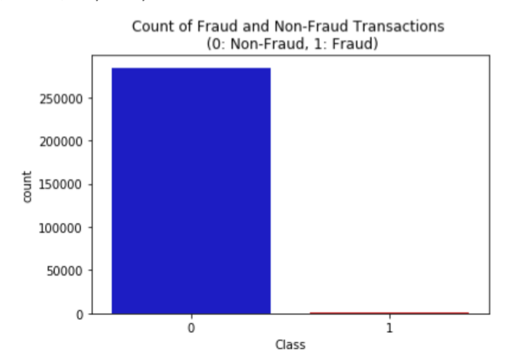 Count of Fraud and Non-Fraud Transactions
(0: Non-Fraud, 1: Fraud)
250000
200000
150000
100000
50000
0
count
0 1
Class